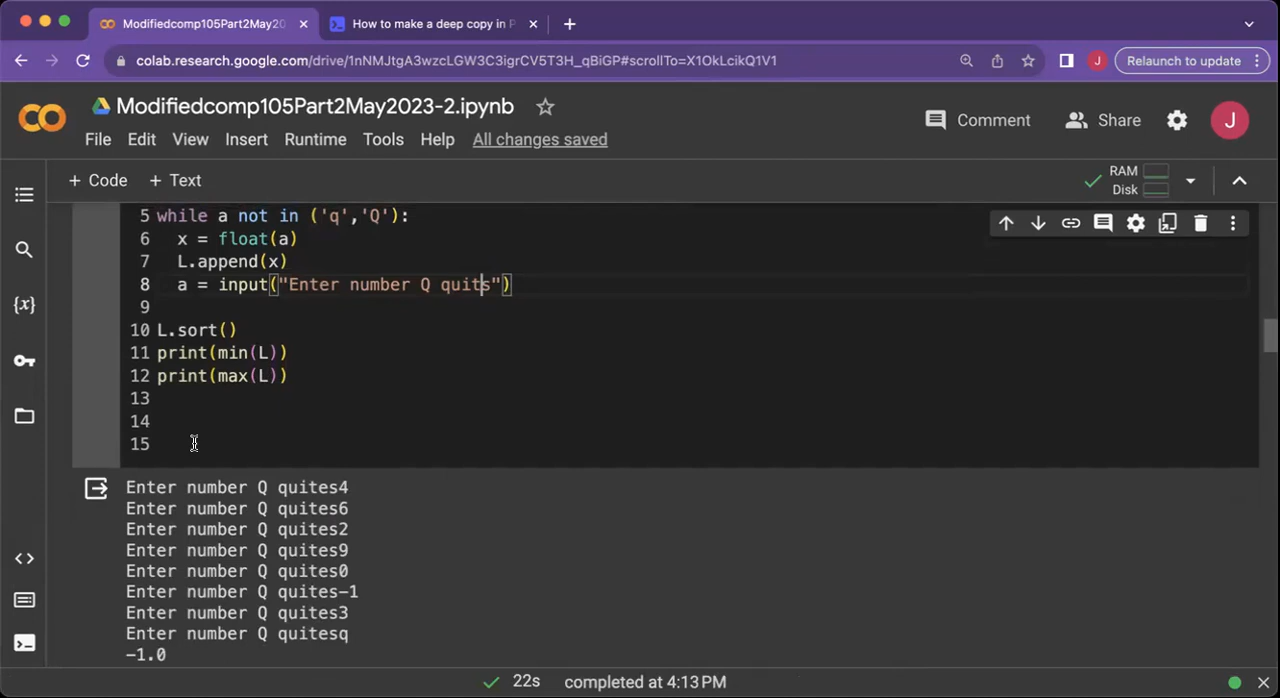 Modifiedcomp105Part2May20
How to make a deep copy in P
colab.research.google.com/drive/1nNMJtgA3wzcLGW3C3igrCV5T3H_qBiGP#scrollTo=X1OkLcikQ1V1
J
Relaunch to update
Modifiedcomp105Part2May2023-2.ipynb
Comment
Share
J
File Edit View Insert Runtime Tools Help All changes saved
+ Code + Text
RAM
Disk
5 while a not in ('q','Q'):
6 x = float(a)
7 L.append(x)
8 a = input("Enter number Q quits")
9
10 L.sort()
11 print(min(L))
12 print(max(L))
13
14
15
Enter number Q quites4
Enter number Q quites6
Enter number Q quites2
Enter number Q quites9
Enter number Q quites0
Enter number Q quites-1
Enter number Q quites3
Enter number Q quitesq
-1.0
22s completed at 4:13 PM